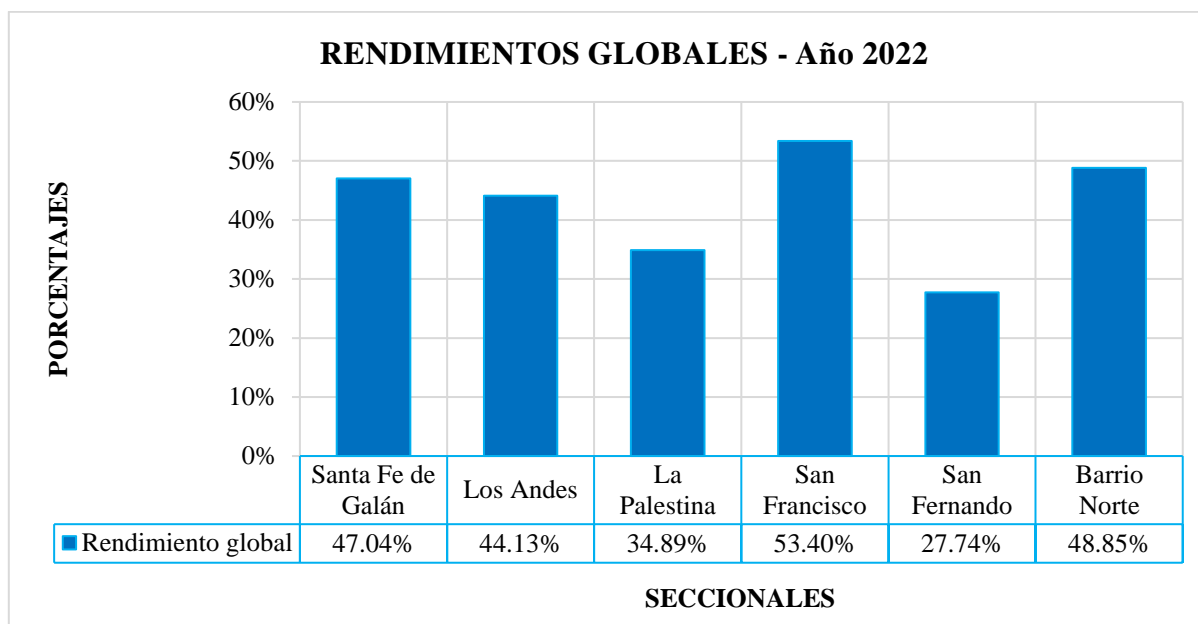 RENDIMIENTOS GLOBALES - Año 2022
PORCENTAJES
60%
50%
40%
30%
20%
10%
0%
Santa Fe de
Galán
Los Andes
La
Palestina
San
Francisco
San
Fernando
Barrio
Norte
Rendimiento global 47.04% 44.13% 34.89% 53.40% 27.74% 48.85%
SECCIONALES